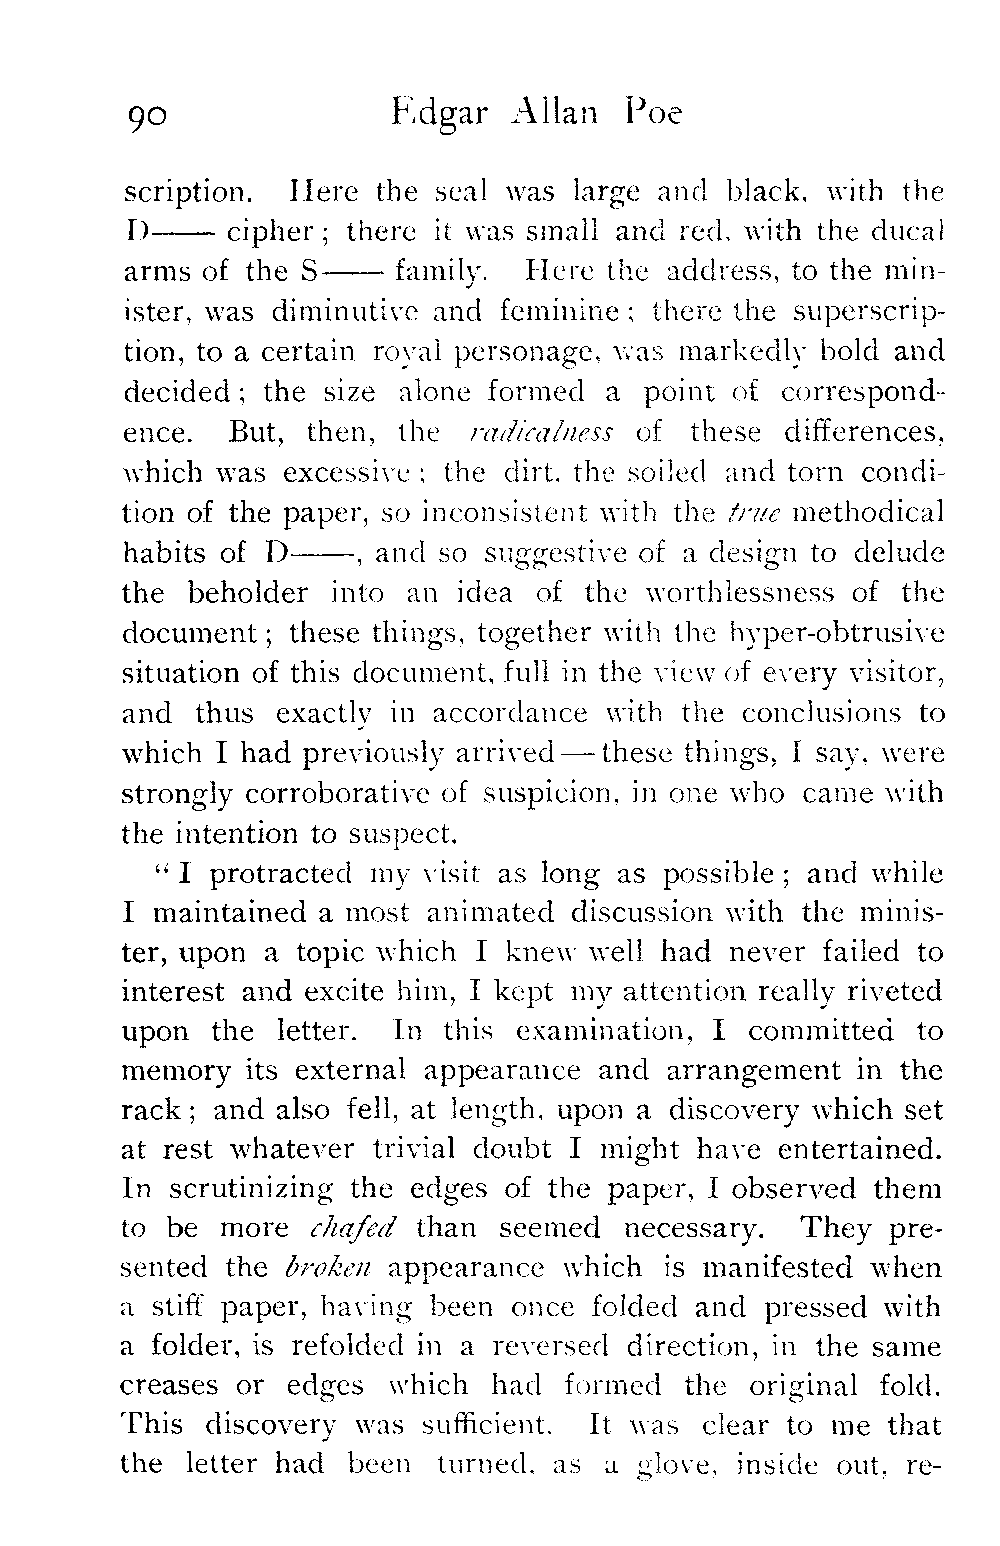 90 Edgar Allan Poe
scription. Here the seal was large and black, with the
D—— cipher; there it was small and red, with the ducal
arms of the S—— family. Here the address, to the min-
ister, was diminutive and feminine; there the superscrip-
tion, to a certain royal personage, was markedly bold and
decided; the size alone formed a point of correspond-
ence. But, then, the radicalness of these differences,
which was excessive; the dirt, the soiled and torn condi-
tion of the paper, so inconsistent with the true methodical
habits of D——, and so suggestive of a design to delude
the beholder into an idea of the worthlessness of the
document; these things, together with the hyper-obtrusive
situation of this document, full in the view of every visitor,
and thus exactly in accordance with the conclusions to
which I had previously arrived — these things, I say, were
strongly corroborative of suspicion, in one who came with
the intention to suspect.
"I protracted my visit as long as possible; and while
I maintained a most animated discussion with the minis-
ter, upon a topic which I knew well had never failed to
interest and excite him, I kept my attention really riveted
upon the letter. In this examination, I committed to
memory its external appearance and arrangement in the
rack; and also fell, at length, upon a discovery which set
at rest whatever trivial doubt I might have entertained.
In scrutinizing the edges of the paper, I observed them
to be more chafed than seemed necessary. They pre-
sented the broken appearance which is manifested when
a stiff paper, having been once folded and pressed with
a folder, is refolded in a reversed direction, in the same
creases or edges which had formed the original fold.
This discovery was sufficient. It was clear to me that
the letter had been turned, as a glove, inside out, re-